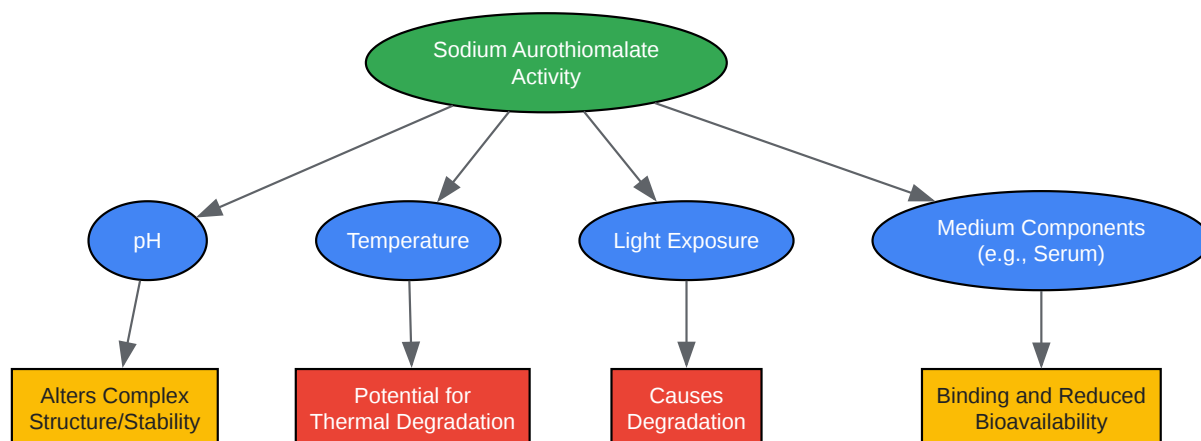 Sodium Aurothiomalate
Activity
pH
Temperature
Light Exposure
Medium Components
(e.g., Serum)
Alters Complex
Structure/Stability
Potential for
Thermal Degradation
Causes
Degradation
Binding and Reduced
Bioavailability